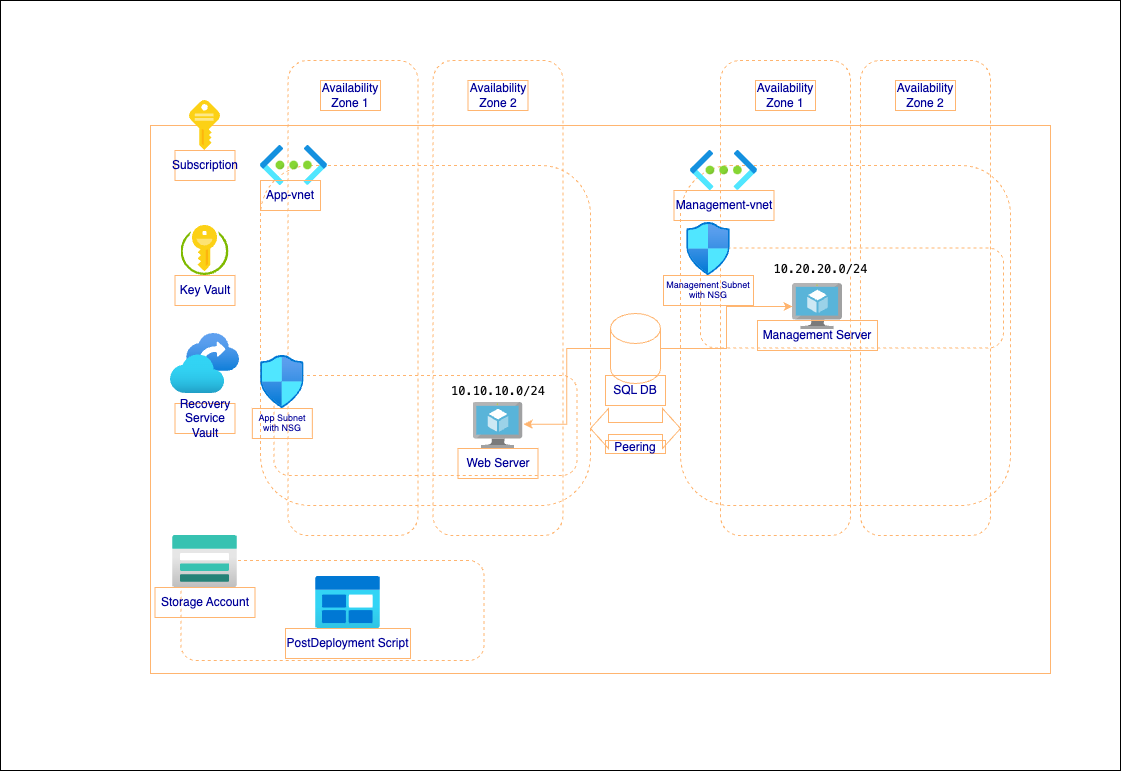 Availability
Zone 1
Availability
Zone 2
Availability
Zone 1
Availability
Zone 2
Subscription
App-vnet
Management-vnet
Key Vault
Management Subnet
with NSG
10.20.20.0/24
Management Server
Recovery
Service
Vault
App Subnet
with NSG
10.10.10.0/24
Web Server
SQL DB
Peering
Storage Account
PostDeployment Script